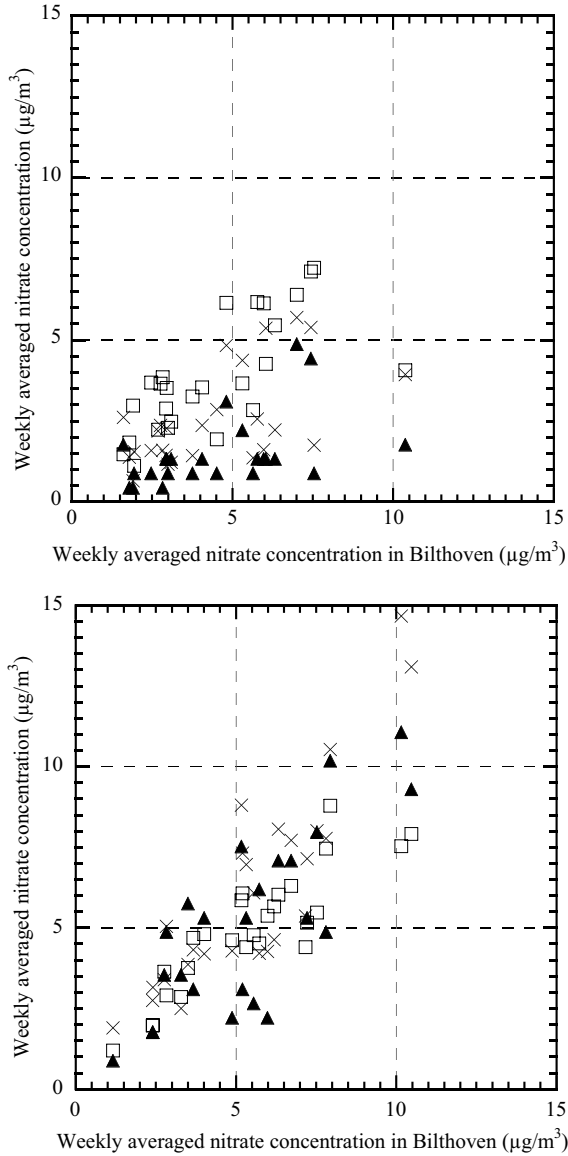 15
10
5
0
Weekly averaged nitrate concentration (µg/m³)
0 5 10 15
Weekly averaged nitrate concentration in Bilthoven (µg/m³)
15
10
5
0
Weekly averaged nitrate concentration (µg/m³)
0 5 10 15
Weekly averaged nitrate concentration in Bilthoven (µg/m³)